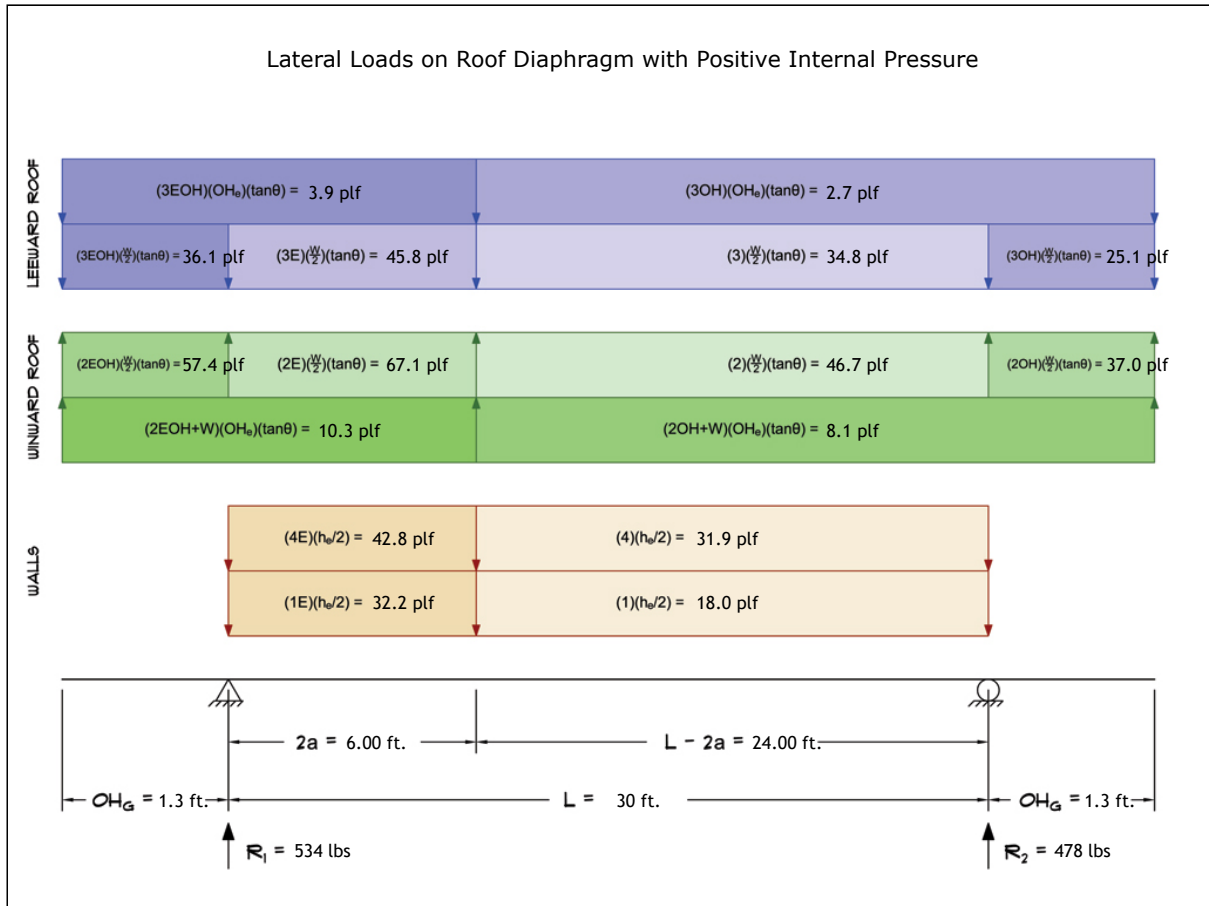 Lateral Loads on Roof Diaphragm with Positive Internal Pressure
LEEWARD ROOF
(3EOH)(OHₑ)(tanθ) = 3.9 plf
(3OH)(OHₑ)(tanθ) = 2.7 plf
(3EOH)(W/2)(tanθ) = 36.1 plf
(3E)(W/2)(tanθ) = 45.8 plf
(3)(W/2)(tanθ) = 34.8 plf
(3OH)(W/2)(tanθ) = 25.1 plf
WINWARD ROOF
(2EOH)(W/2)(tanθ) = 57.4 plf
(2E)(W/2)(tanθ) = 67.1 plf
(2)(W/2)(tanθ) = 46.7 plf
(2OH)(W/2)(tanθ) = 37.0 plf
(2EOH+W)(OHₑ)(tanθ) = 10.3 plf
(2OH+W)(OHₑ)(tanθ) = 8.1 plf
WALLS
(4E)(hₑ/2) = 42.8 plf
(4)(hₑ/2) = 31.9 plf
(1E)(hₑ/2) = 32.2 plf
(1)(hₑ/2) = 18.0 plf
2a = 6.00 ft.
L - 2a = 24.00 ft.
OH_G = 1.3 ft.
L = 30 ft.
OH_G = 1.3 ft.
R₁ = 534 lbs
R₂ = 478 lbs